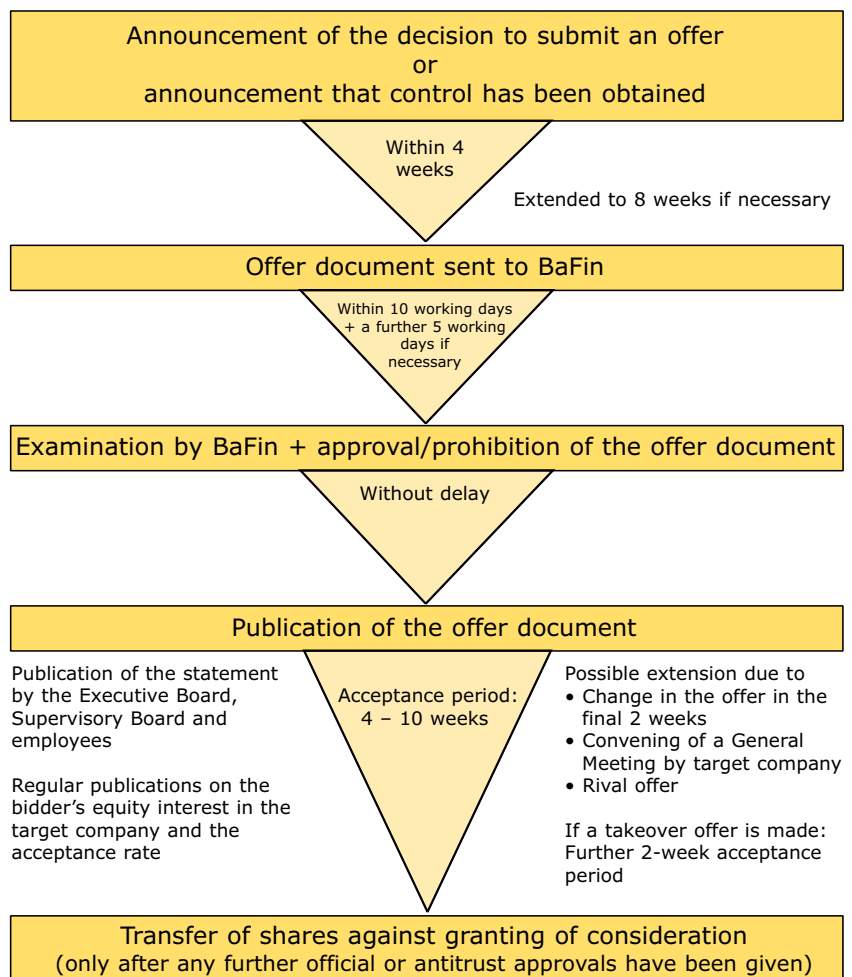 Announcement of the decision to submit an offer
or
announcement that control has been obtained
Within 4
weeks
Extended to 8 weeks if necessary
Offer document sent to BaFin
Within 10 working days
+ a further 5 working
days if
necessary
Examination by BaFin + approval/prohibition of the offer document
Without delay
Publication of the offer document
Publication of the statement
by the Executive Board,
Supervisory Board and
employees
Regular publications on the
bidder’s equity interest in the
target company and the
acceptance rate
Acceptance period:
4 – 10 weeks
Possible extension due to
• Change in the offer in the
final 2 weeks
• Convening of a General
Meeting by target company
• Rival offer
If a takeover offer is made:
Further 2-week acceptance
period
Transfer of shares against granting of consideration
(only after any further official or antitrust approvals have been given)